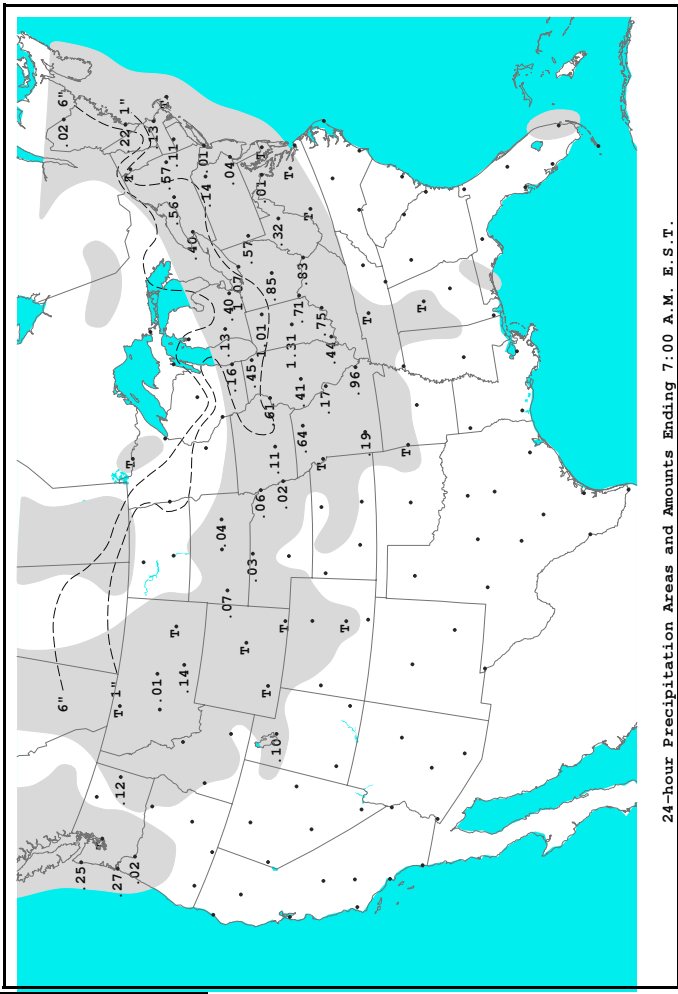 6"
6"
.02
.25
.27
T
1"
.12
.22
1"
T
T
.02
.13
.01
T
.57
.11
T
.56
.14
.40
.01
.14
.04
.13
.07
.40
.04
.16
1.07
T
.57
.03
.45
.06
1.01
.01
T
T
.61
.85
.11
.10
.32
.02
T
T
1.31
.71
.41
.64
.83
T
.75
T
.17
.44
T
.96
.19
T
T
T
24-hour Precipitation Areas and Amounts Ending 7:00 A.M. E.S.T.